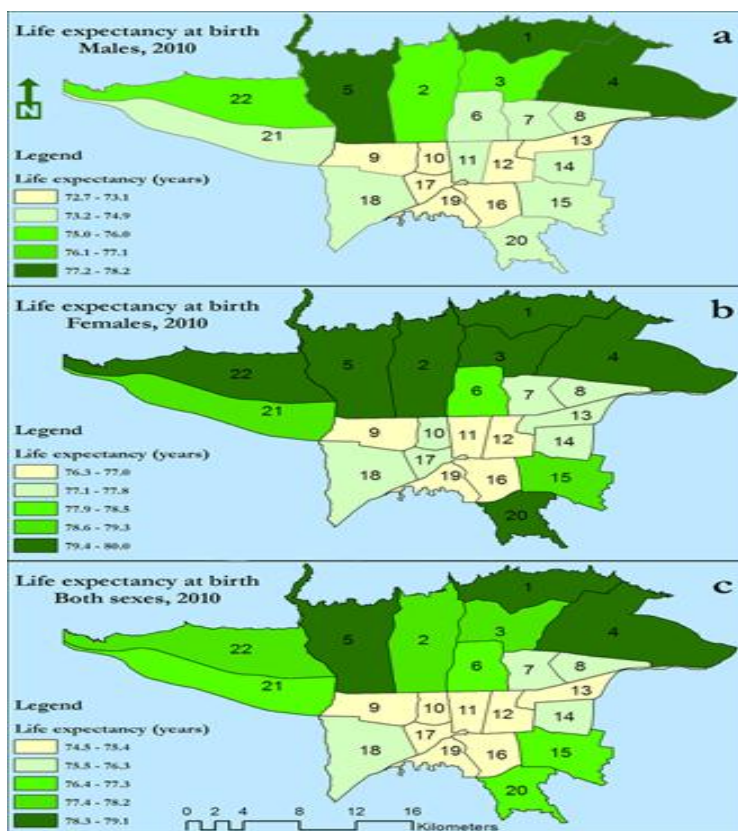 Life expectancy at birth
Males, 2010
a
1
22
5
2
3
4
N
21
6
7
8
13
Legend
9
10
11
12
14
Life expectancy (years)
17
18
19
16
15
72.7 - 73.1
73.2 - 74.9
75.0 - 76.0
76.1 - 77.1
77.2 - 78.2
20
Life expectancy at birth
Females, 2010
b
1
22
5
2
3
4
21
6
7
8
13
Legend
9
10
11
12
14
Life expectancy (years)
17
18
19
16
15
76.3 - 77.0
77.1 - 77.8
77.9 - 78.5
78.6 - 79.3
79.4 - 80.0
20
Life expectancy at birth
Both sexes, 2010
c
1
22
5
2
3
4
21
6
7
8
13
Legend
9
10
11
12
14
Life expectancy (years)
17
18
19
16
15
74.5 - 75.4
75.5 - 76.3
76.4 - 77.3
77.4 - 78.2
78.3 - 79.1
20
0 2 4 8 12 16
Kilometers